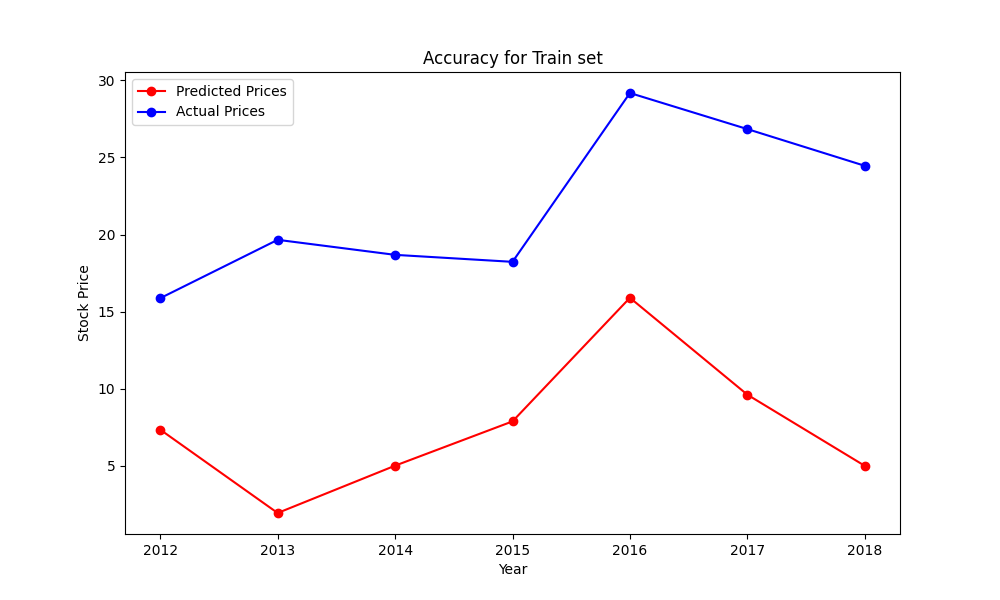 Accuracy for Train set
Predicted Prices
Actual Prices
30
25
20
15
10
5
Stock Price
2012 2013 2014 2015 2016 2017 2018
Year